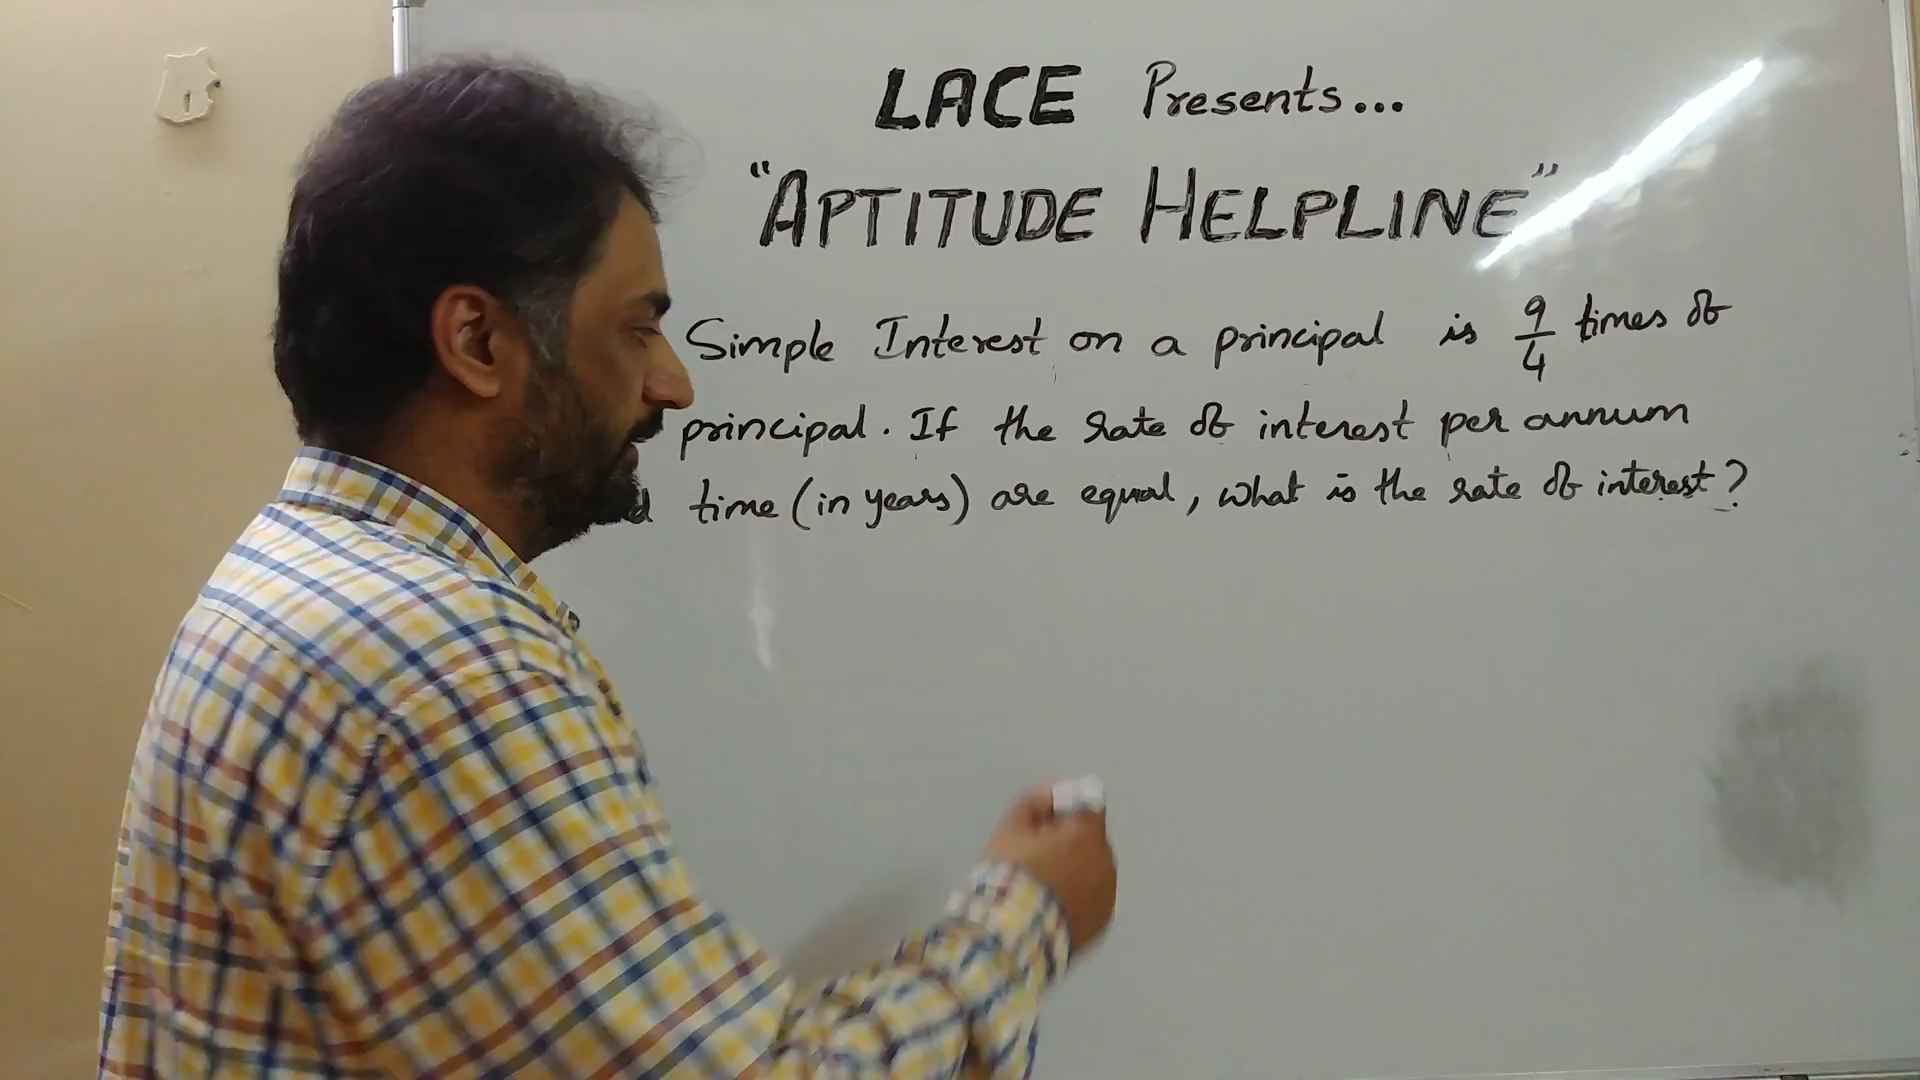 LACE Presents...
"APTITUDE HELPLINE"
Simple Interest on a principal is 9/4 times of
principal. If the rate of interest per annum
time (in years) are equal, what is the rate of interest?